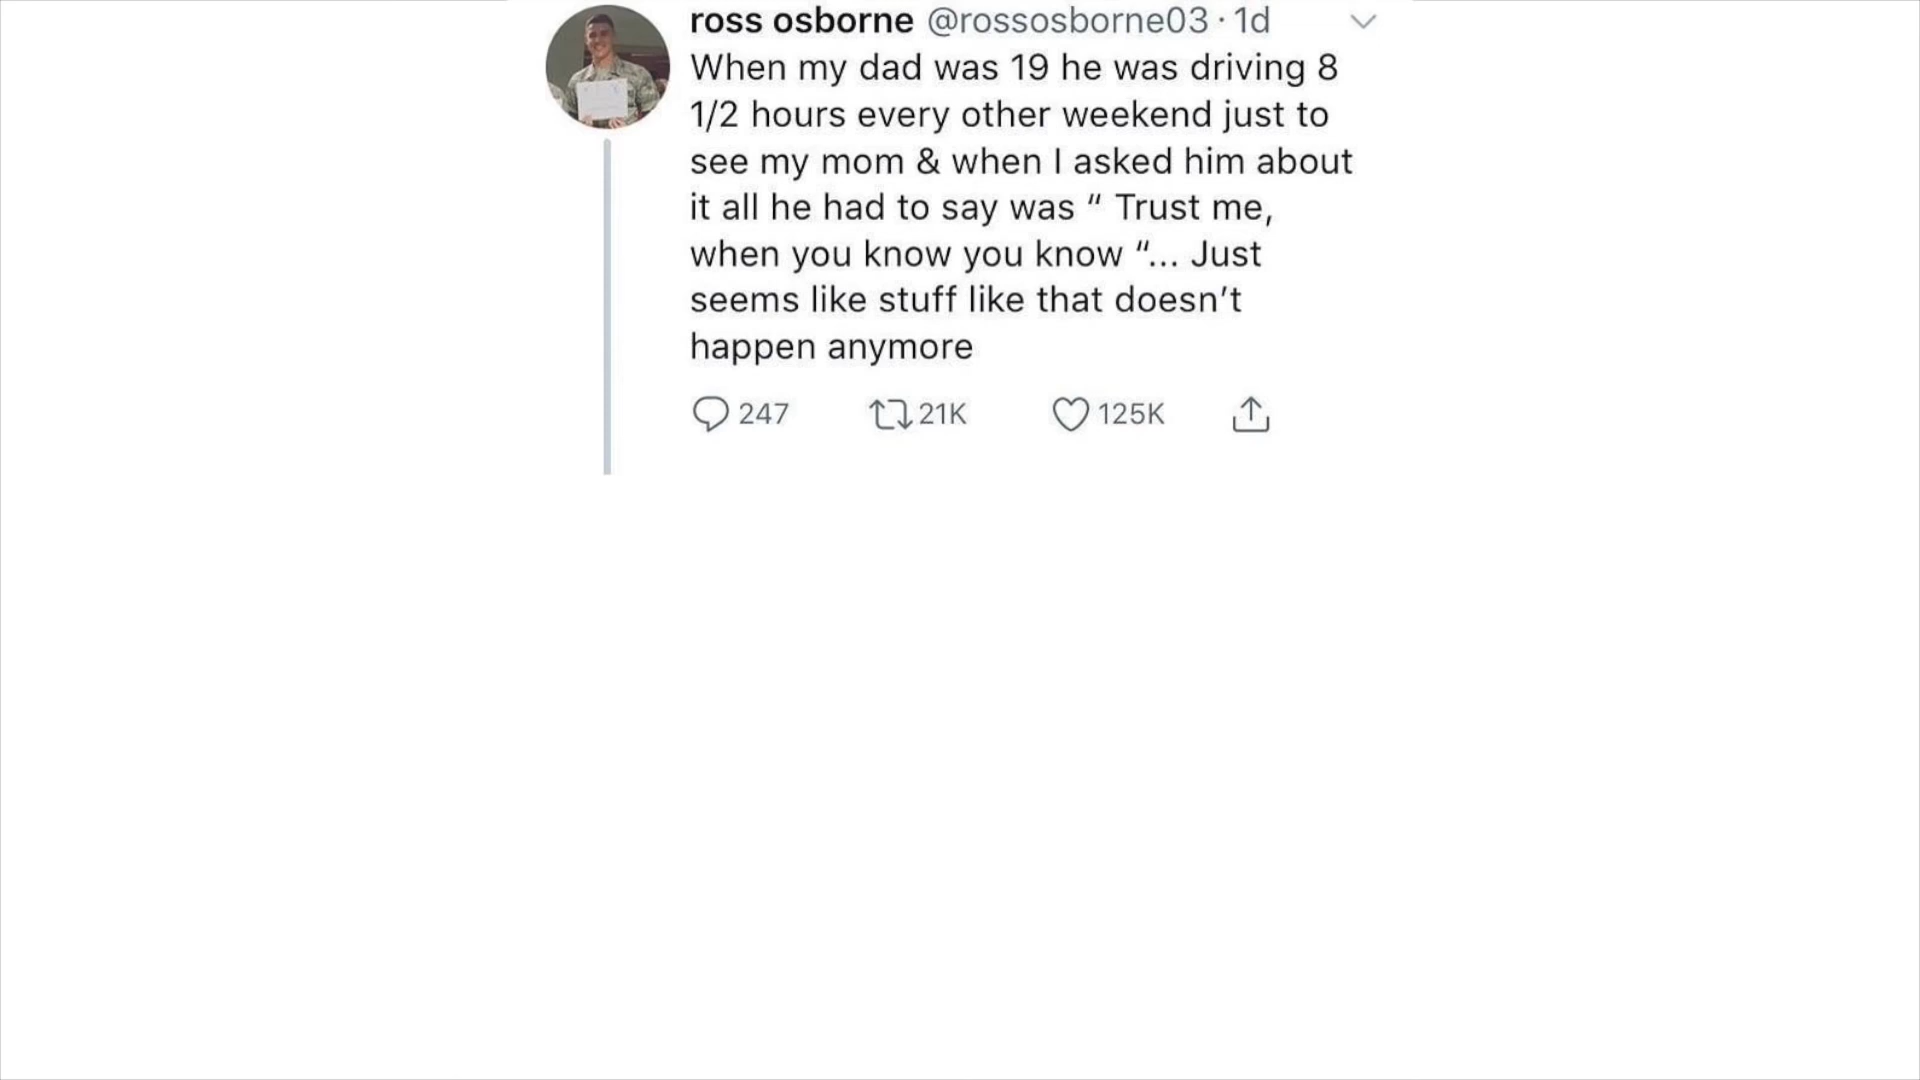 ross osborne @rossosborne03 · 1d
When my dad was 19 he was driving 8
1/2 hours every other weekend just to
see my mom & when I asked him about
it all he had to say was “ Trust me,
when you know you know “... Just
seems like stuff like that doesn’t
happen anymore
247 21K 125K